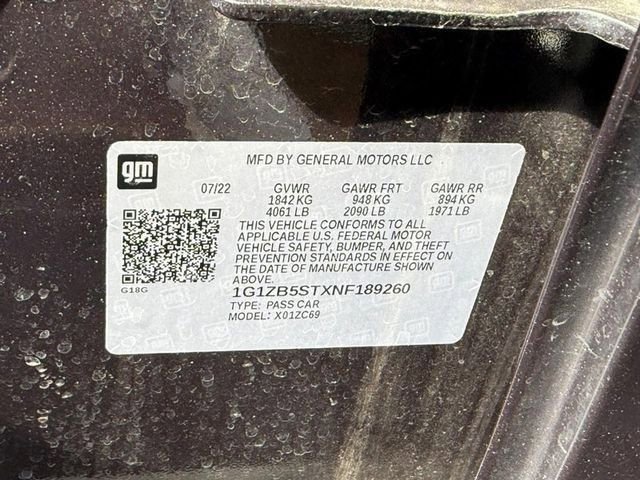 gm
MFD BY GENERAL MOTORS LLC
07/22 GVWR GAWR FRT GAWR RR
1842 KG 948 KG 894 KG
4061 LB 2090 LB 1971 LB
THIS VEHICLE CONFORMS TO ALL
APPLICABLE U.S. FEDERAL MOTOR
VEHICLE SAFETY, BUMPER, AND THEFT
PREVENTION STANDARDS IN EFFECT ON
THE DATE OF MANUFACTURE SHOWN
ABOVE.
G18G
1G1ZB5STXNF189260
TYPE: PASS CAR
MODEL: X01ZC69